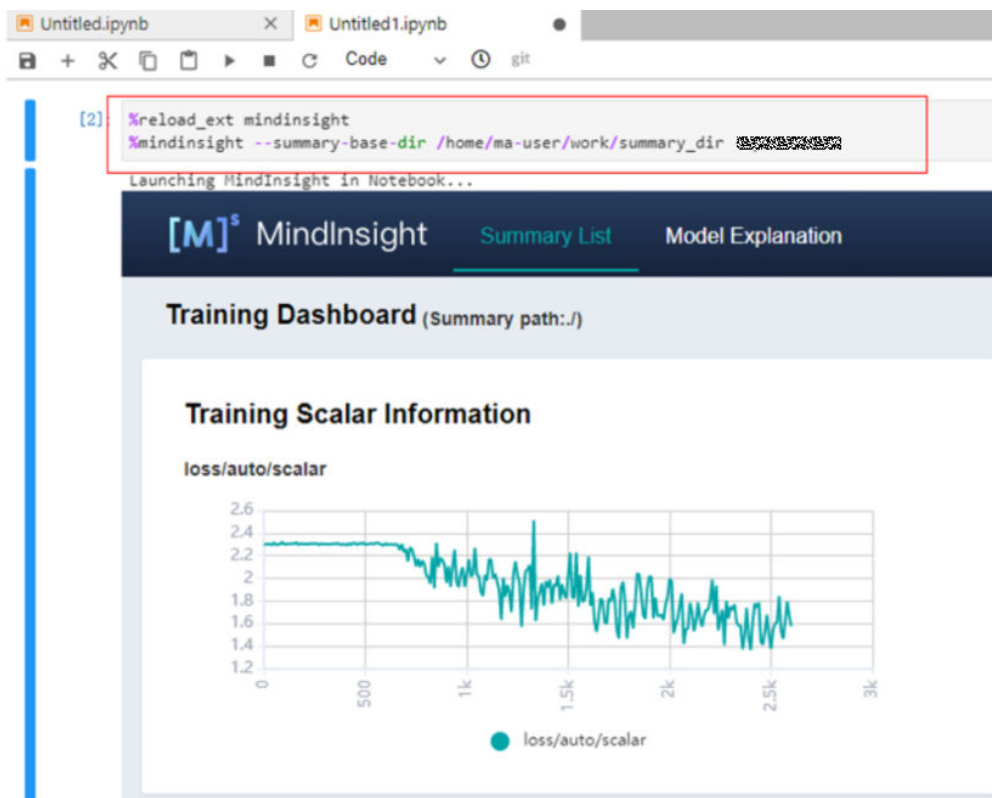 Untitled.ipynb
Untitled1.ipynb
Code
git
[2]:
%reload_ext mindinsight
%mindinsight --summary-base-dir /home/ma-user/work/summary_dir
Launching MindInsight in Notebook...
[M]s MindInsight Summary List Model Explanation
Training Dashboard (Summary path:./)
Training Scalar Information
loss/auto/scalar
2.6
2.4
2.2
2
1.8
1.6
1.4
1.2
0 500 1k 1.5k 2k 2.5k 3k
loss/auto/scalar